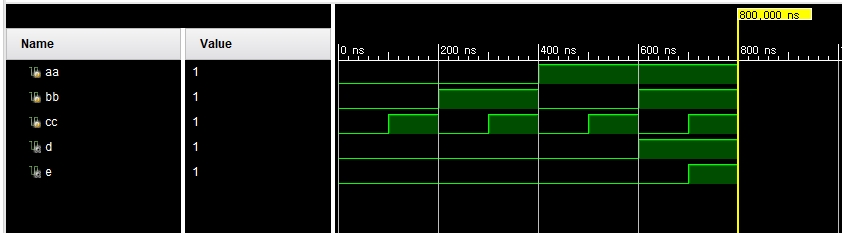 800,000 ns
Name Value 0 ns 200 ns 400 ns 600 ns 800 ns
aa 1
bb 1
cc 1
d 1
e 1